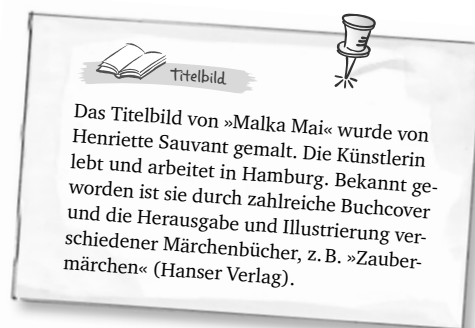 Titelbild
Das Titelbild von »Malka Mai« wurde von
Henriette Sauvant gemalt. Die Künstlerin
lebt und arbeitet in Hamburg. Bekannt ge-
worden ist sie durch zahlreiche Buchcover
und die Herausgabe und Illustrierung ver-
schiedener Märchenbücher, z. B. »Zauber-
märchen« (Hanser Verlag).